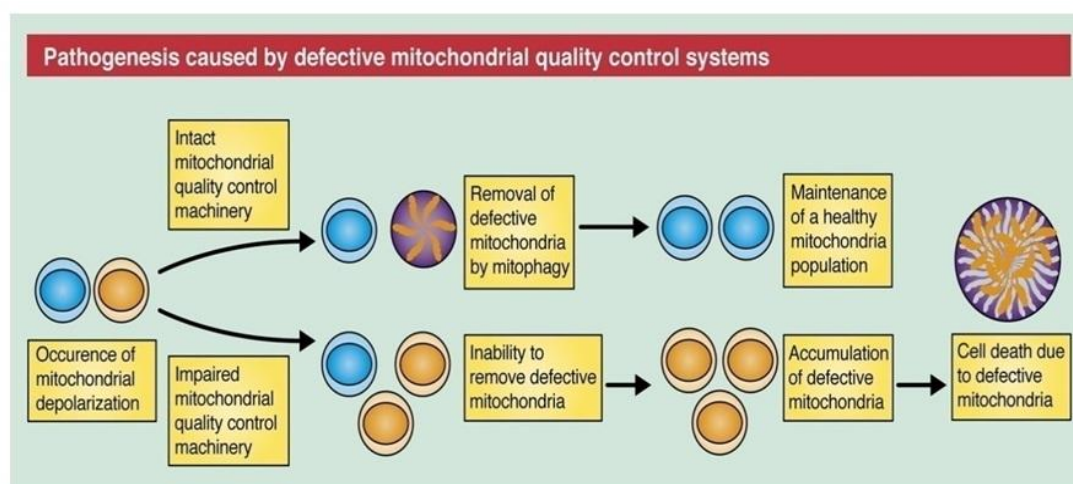 Pathogenesis caused by defective mitochondrial quality control systems
Intact
mitochondrial
quality control
machinery
Removal of
defective
mitochondria
by mitophagy
Maintenance
of a healthy
mitochondria
population
Occurence of
mitochondrial
depolarization
Impaired
mitochondrial
quality control
machinery
Inability to
remove defective
mitochondria
Accumulation
of defective
mitochondria
Cell death due
to defective
mitochondria